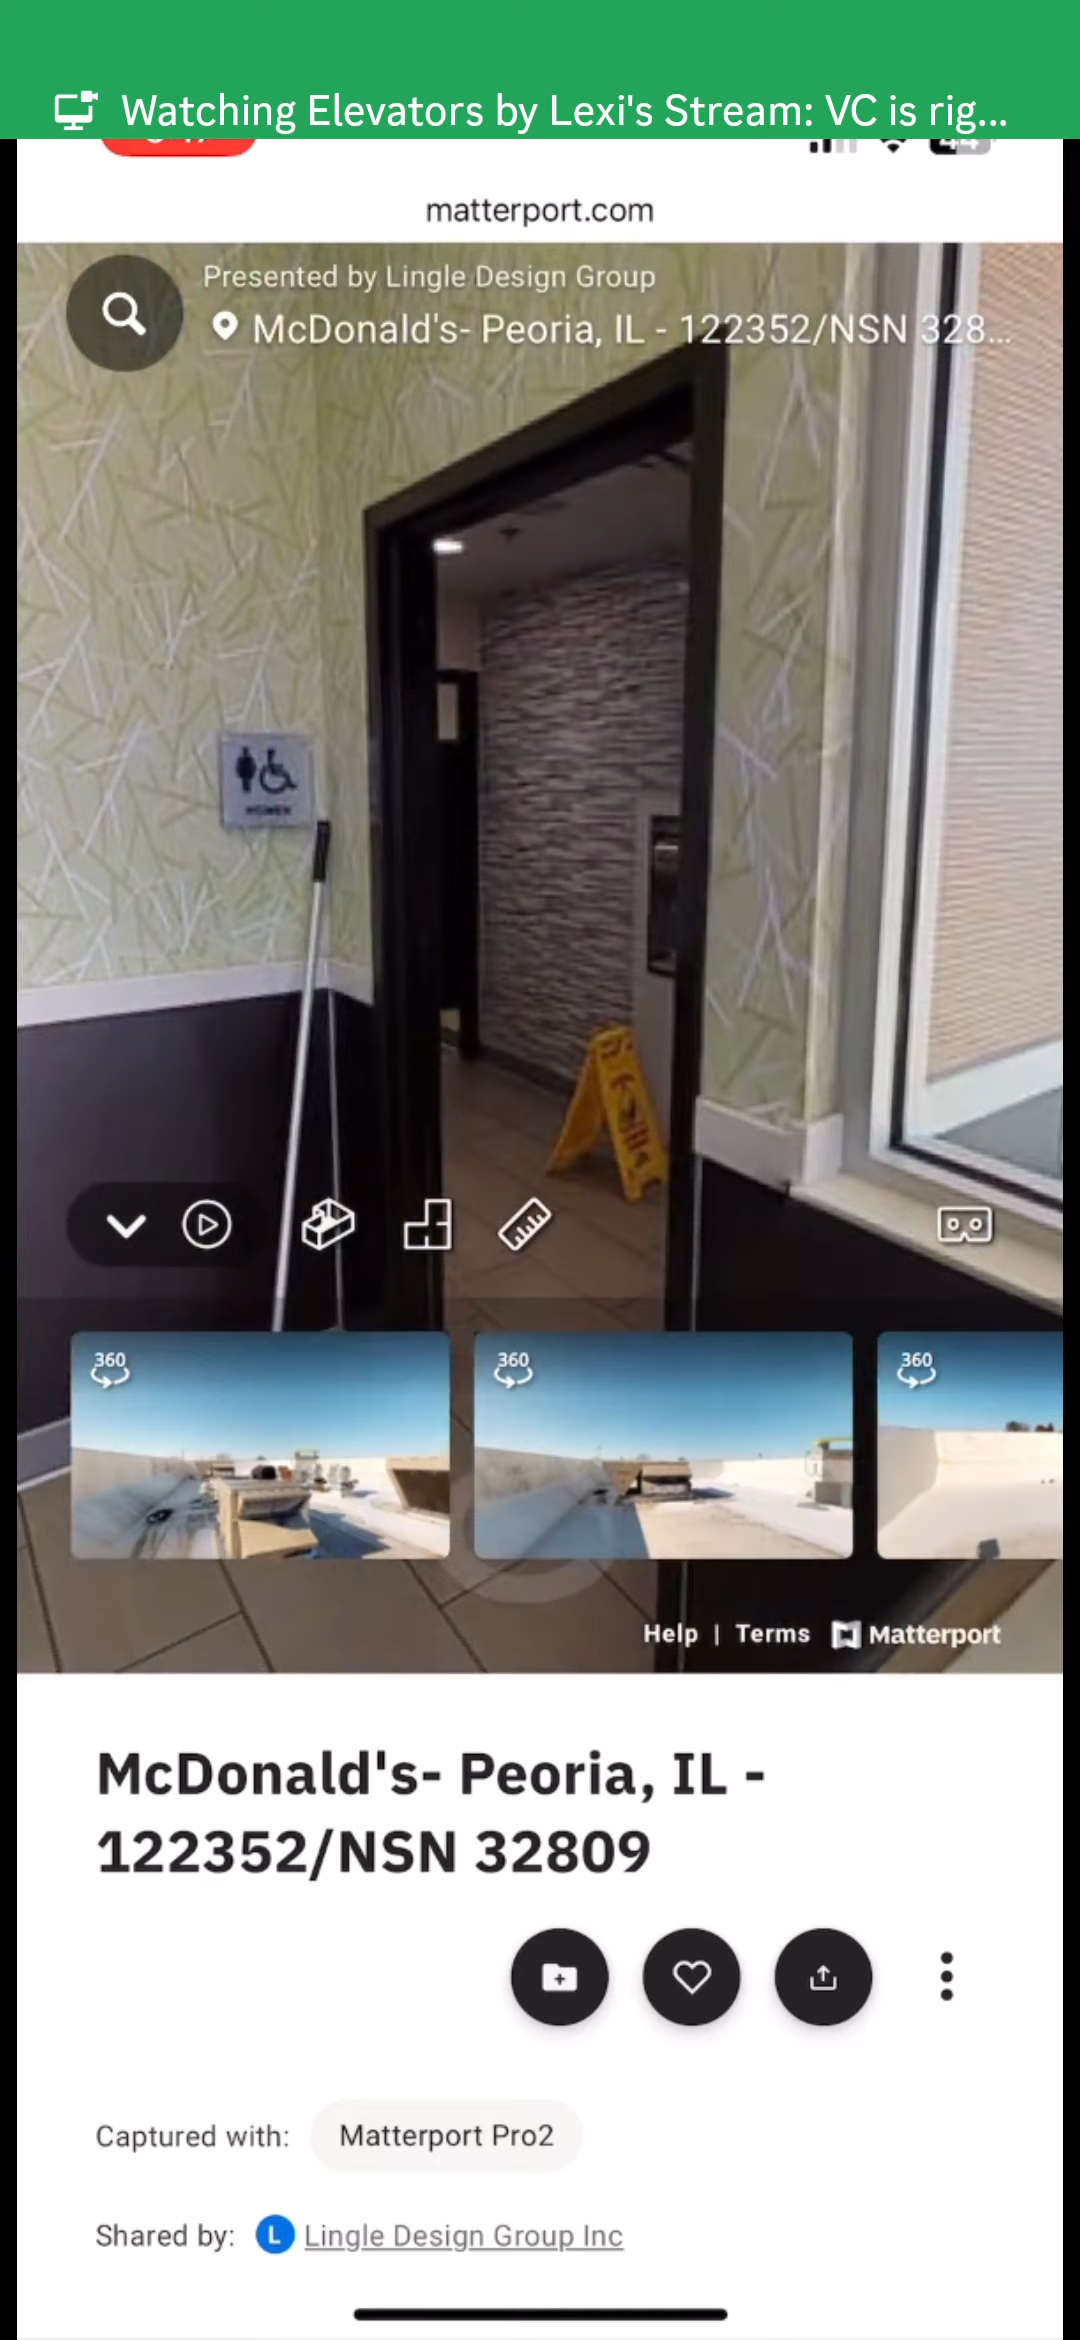 Watching Elevators by Lexi's Stream: VC is rig...
44
matterport.com
Presented by Lingle Design Group
McDonald's- Peoria, IL - 122352/NSN 328...
WOMEN
360
360
360
Help | Terms Matterport
McDonald's- Peoria, IL -
122352/NSN 32809
Captured with: Matterport Pro2
Shared by: L Lingle Design Group Inc